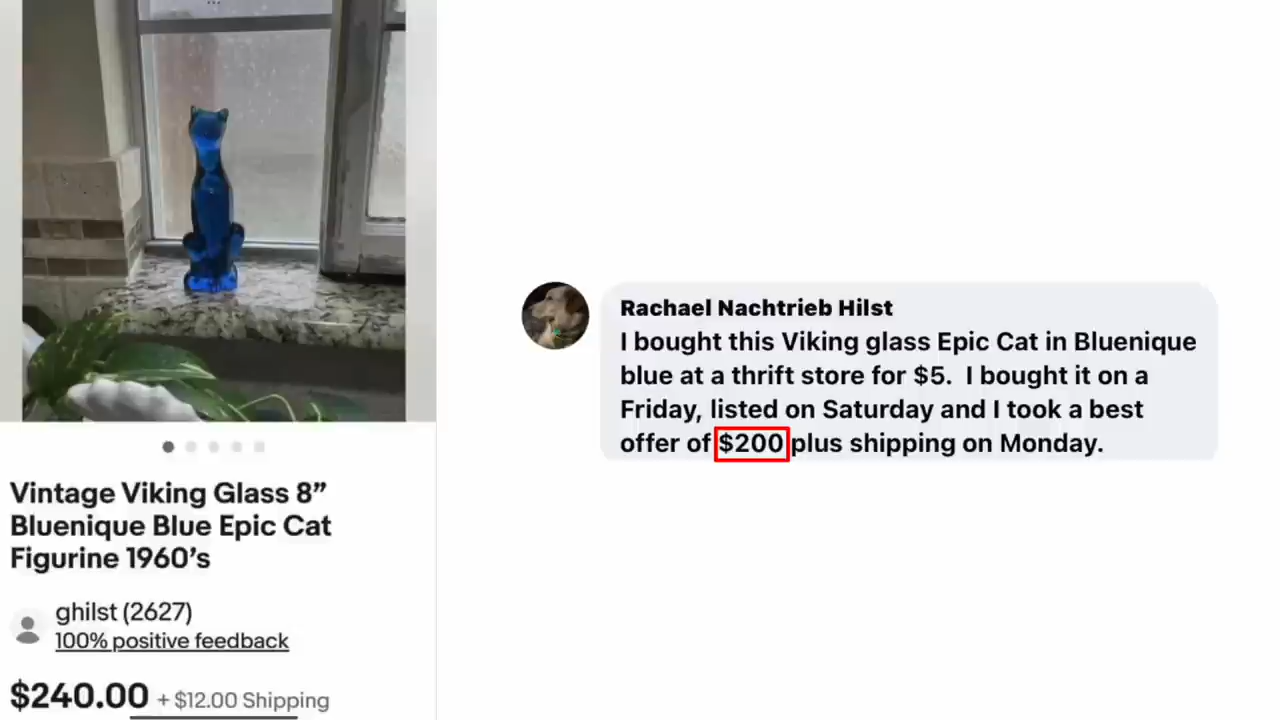 Vintage Viking Glass 8”
Bluenique Blue Epic Cat
Figurine 1960’s
ghilst (2627)
100% positive feedback
$240.00 + $12.00 Shipping
Rachael Nachtrieb Hilst
I bought this Viking glass Epic Cat in Bluenique
blue at a thrift store for $5.  I bought it on a
Friday, listed on Saturday and I took a best
offer of $200 plus shipping on Monday.